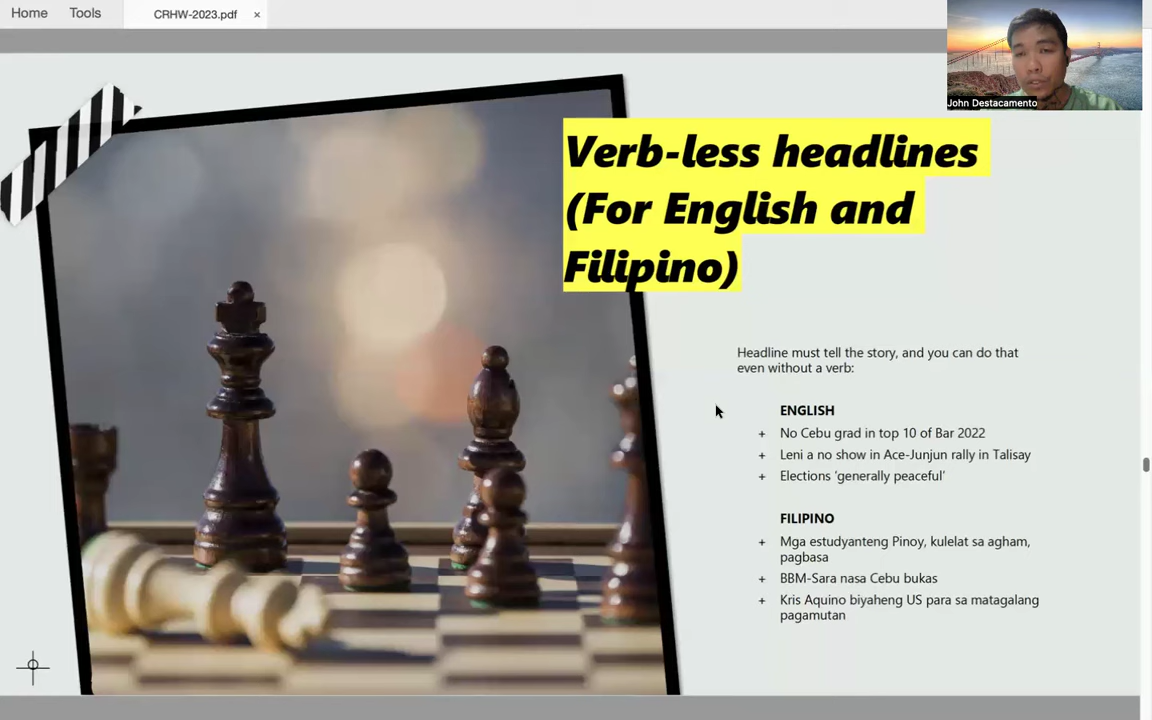 Home Tools CRHW-2023.pdf ×
John Destacamento
Verb-less headlines
(For English and
Filipino)
Headline must tell the story, and you can do that
even without a verb:
ENGLISH
+ No Cebu grad in top 10 of Bar 2022
+ Leni a no show in Ace-Junjun rally in Talisay
+ Elections ‘generally peaceful’
FILIPINO
+ Mga estudyanteng Pinoy, kulelat sa agham,
pagbasa
+ BBM-Sara nasa Cebu bukas
+ Kris Aquino biyaheng US para sa matagalang
pagamutan